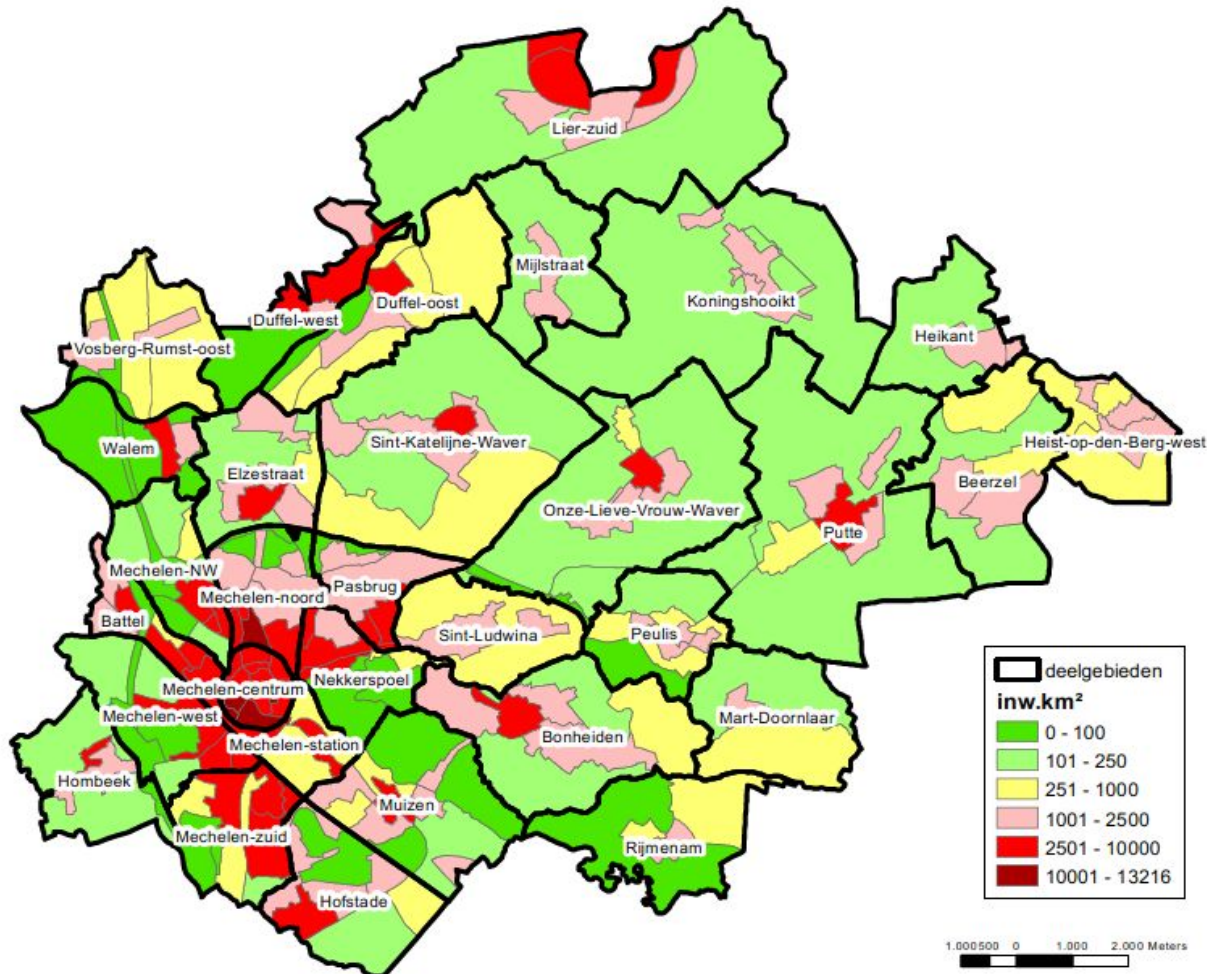 Lier-zuid
Mijlstraat
Koningshooikt
Duffel-oost
Duffel-west
Heikant
Vosberg-Rumst-oost
Sint-Katelijne-Waver
Heist-op-den-Berg-west
Walem
Elzestraat
Beerzel
Onze-Lieve-Vrouw-Waver
Putte
Mechelen-NW
Pasbrug
Mechelen-noord
Battel
Sint-Ludwina
Peulis
Nekkerspoel
Mechelen-centrum
Mechelen-west
Mart-Doornlaar
Mechelen-station
Bonheiden
Hombeek
Muizen
Mechelen-zuid
Rijmenam
Hofstade
deelgebieden
inw.km²
0 - 100
101 - 250
251 - 1000
1001 - 2500
2501 - 10000
10001 - 13216
1.000500 0 1.000 2.000 Meters